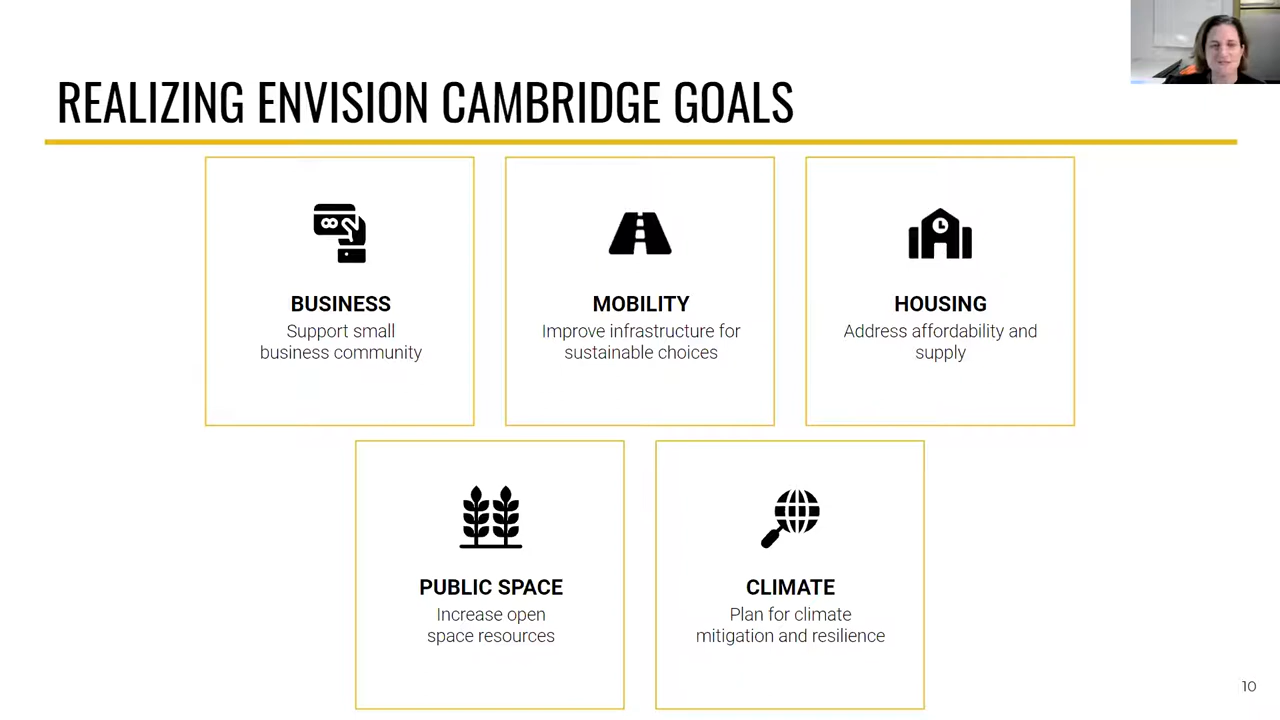 REALIZING ENVISION CAMBRIDGE GOALS
BUSINESS
Support small
business community
MOBILITY
Improve infrastructure for
sustainable choices
HOUSING
Address affordability and
supply
PUBLIC SPACE
Increase open
space resources
CLIMATE
Plan for climate
mitigation and resilience
10